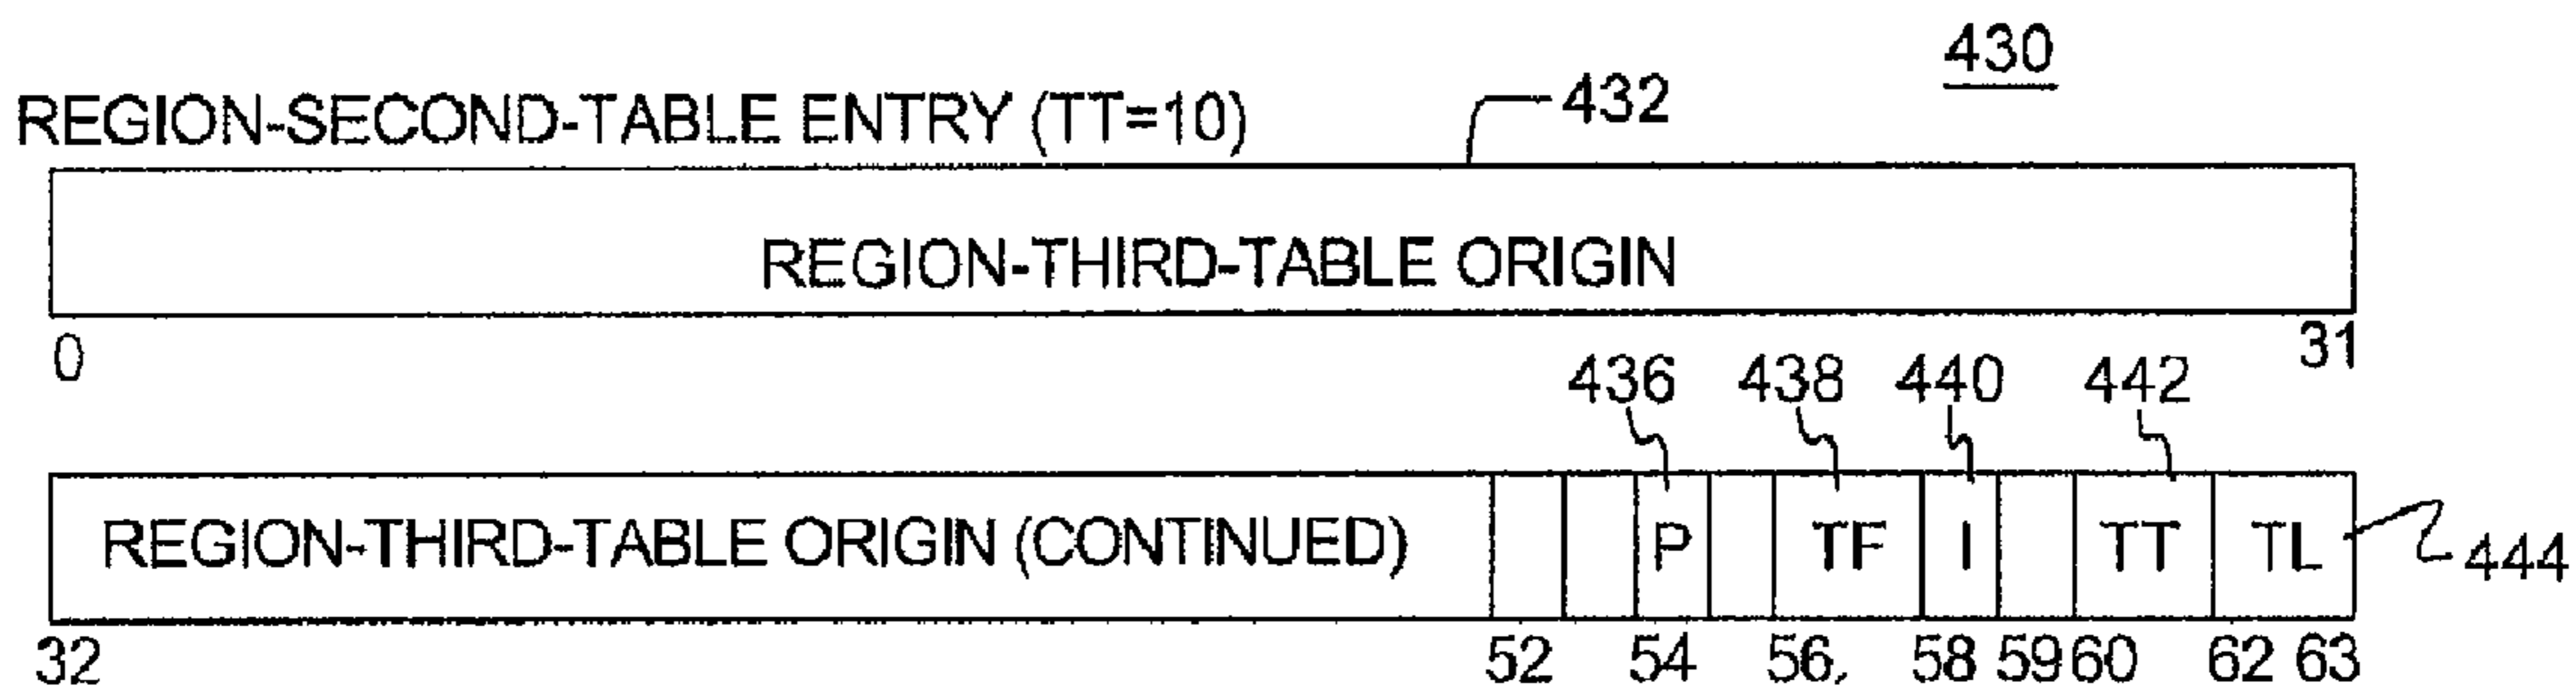 430
REGION-SECOND-TABLE ENTRY (TT=10)
432
REGION-THIRD-TABLE ORIGIN
0 31
436 438 440 442
REGION-THIRD-TABLE ORIGIN (CONTINUED) P TF I TT TL
444
32 52 54 56, 58 59 60 62 63